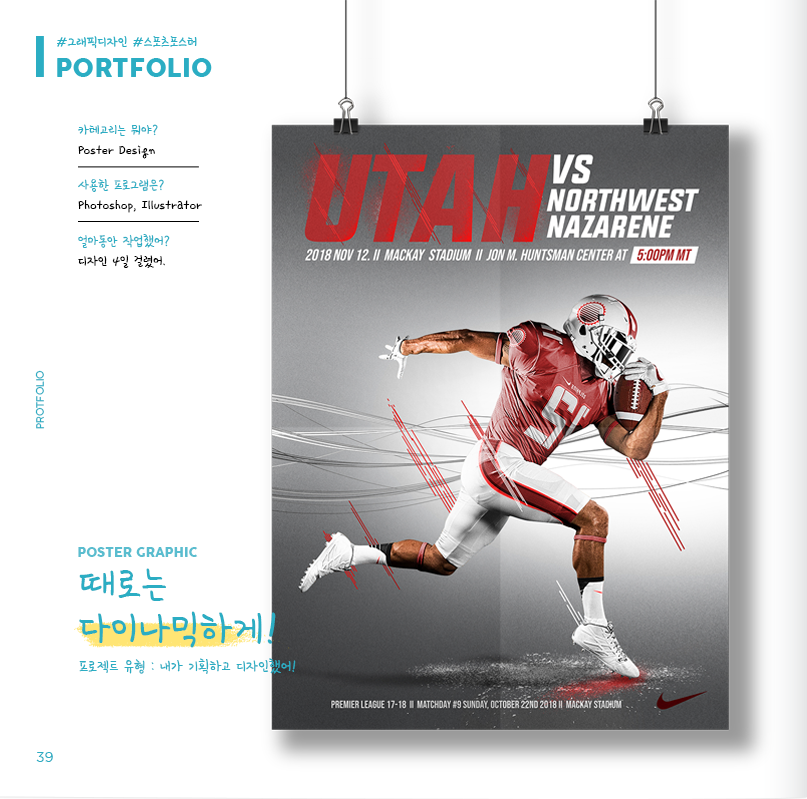 #그래픽디자인 #스포츠포스터
PORTFOLIO
카테고리는 뭐야?
Poster Design
사용한 프로그램은?
Photoshop, Illustrator
얼마동안 작업했어?
디자인 4일 걸렸어.
PROTFOLIO
UTAH VS
NORTHWEST
NAZARENE
2018 NOV 12. II MACKAY STADIUM II JON M. HUNTSMAN CENTER AT 5:00PM MT
POSTER GRAPHIC
때로는
다이나믹하게!
프로젝트 유형 : 내가 기획하고 디자인했어!
PREMIER LEAGUE 17-18 II MATCHDAY #9 SUNDAY, OCTOBER 22ND 2018 II MACKAY STADIUM
39